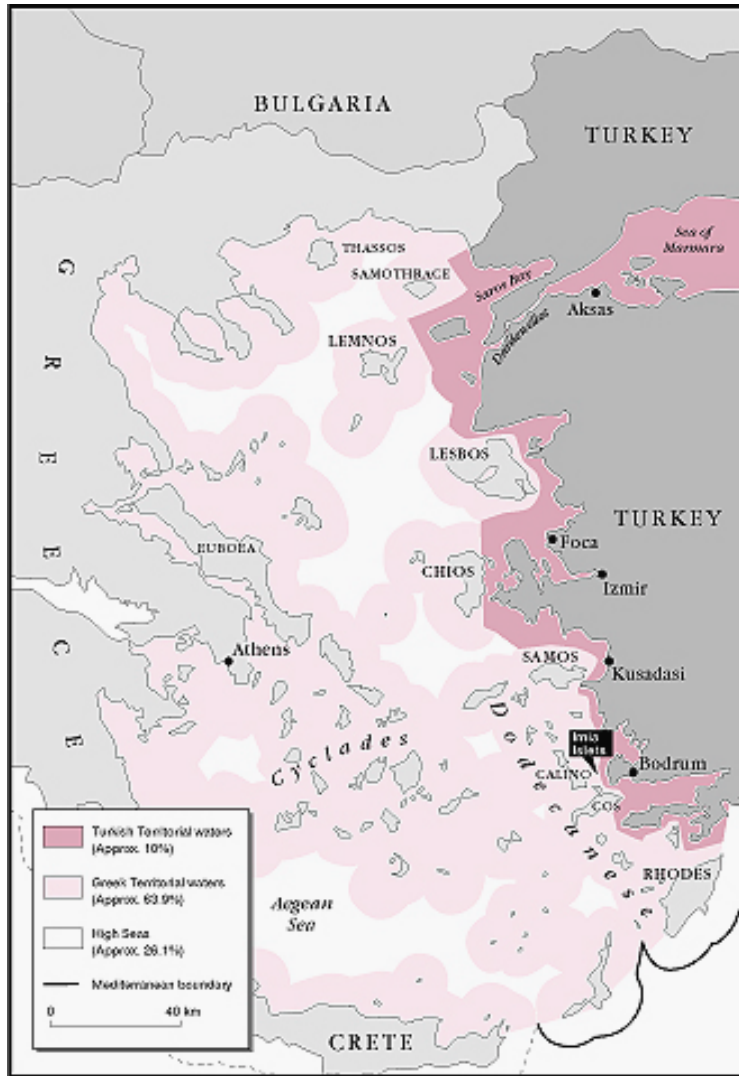 BULGARIA
TURKEY
Sea of
Marmara
THASSOS
SAMOTHRACE
Saros Bay
Aksas
Dardanelles
LEMNOS
GREECE
LESBOS
TURKEY
Foca
EUBOEA
CHIOS
Izmir
Athens
SAMOS
Kusadasi
Dodecanese
Imia
Islets
Cyclades
Bodrum
CALINO
COS
RHODES
Aegean
Sea
CRETE
Turkish Territorial waters
(Approx. 10%)
Greek Territorial waters
(Approx. 63.9%)
High Seas
(Approx. 26.1%)
Mediterranean boundary
0 40 km